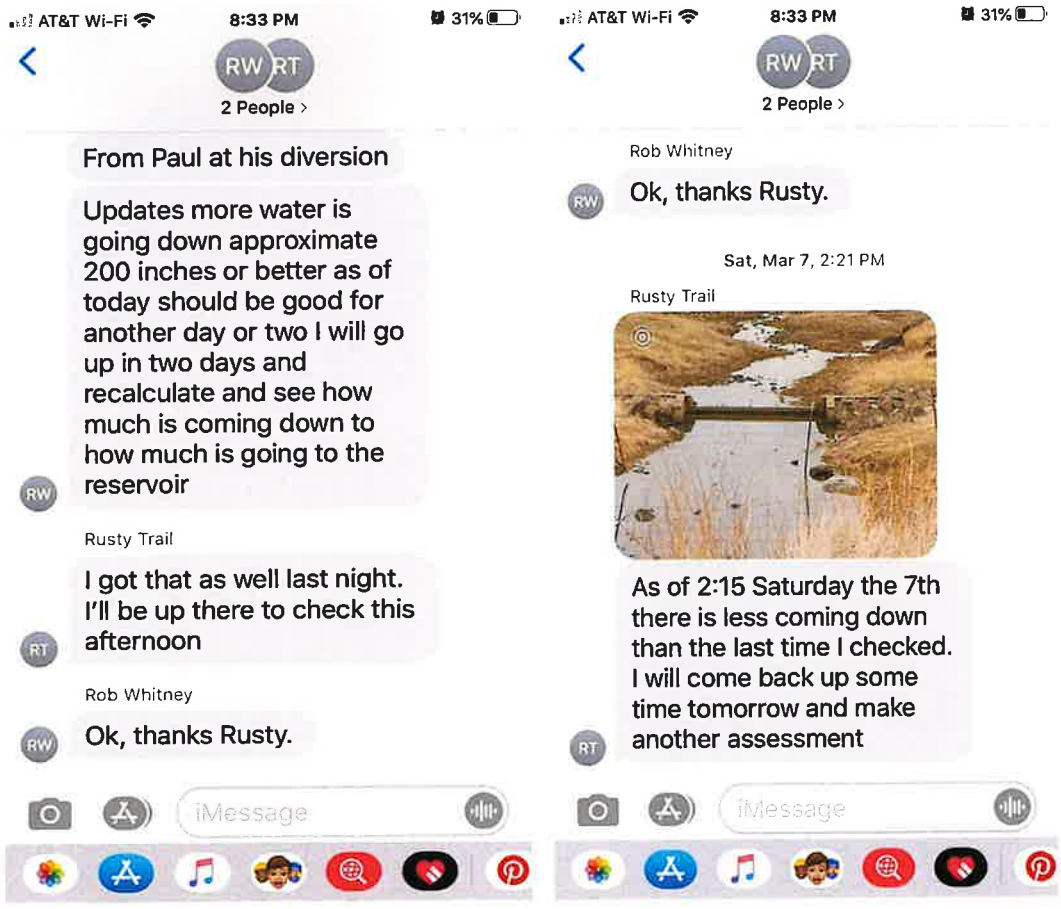 AT&T Wi-Fi
8:33 PM
31%
RW
RT
2 People >
From Paul at his diversion
Updates more water is
going down approximate
200 inches or better as of
today should be good for
another day or two I will go
up in two days and
recalculate and see how
much is coming down to
how much is going to the
reservoir
RW
Rusty Trail
I got that as well last night.
I'll be up there to check this
afternoon
RT
Rob Whitney
Ok, thanks Rusty.
RW
iMessage
AT&T Wi-Fi
8:33 PM
31%
RW
RT
2 People >
Rob Whitney
Ok, thanks Rusty.
RW
Sat, Mar 7, 2:21 PM
Rusty Trail
As of 2:15 Saturday the 7th
there is less coming down
than the last time I checked.
I will come back up some
time tomorrow and make
another assessment
RT
iMessage